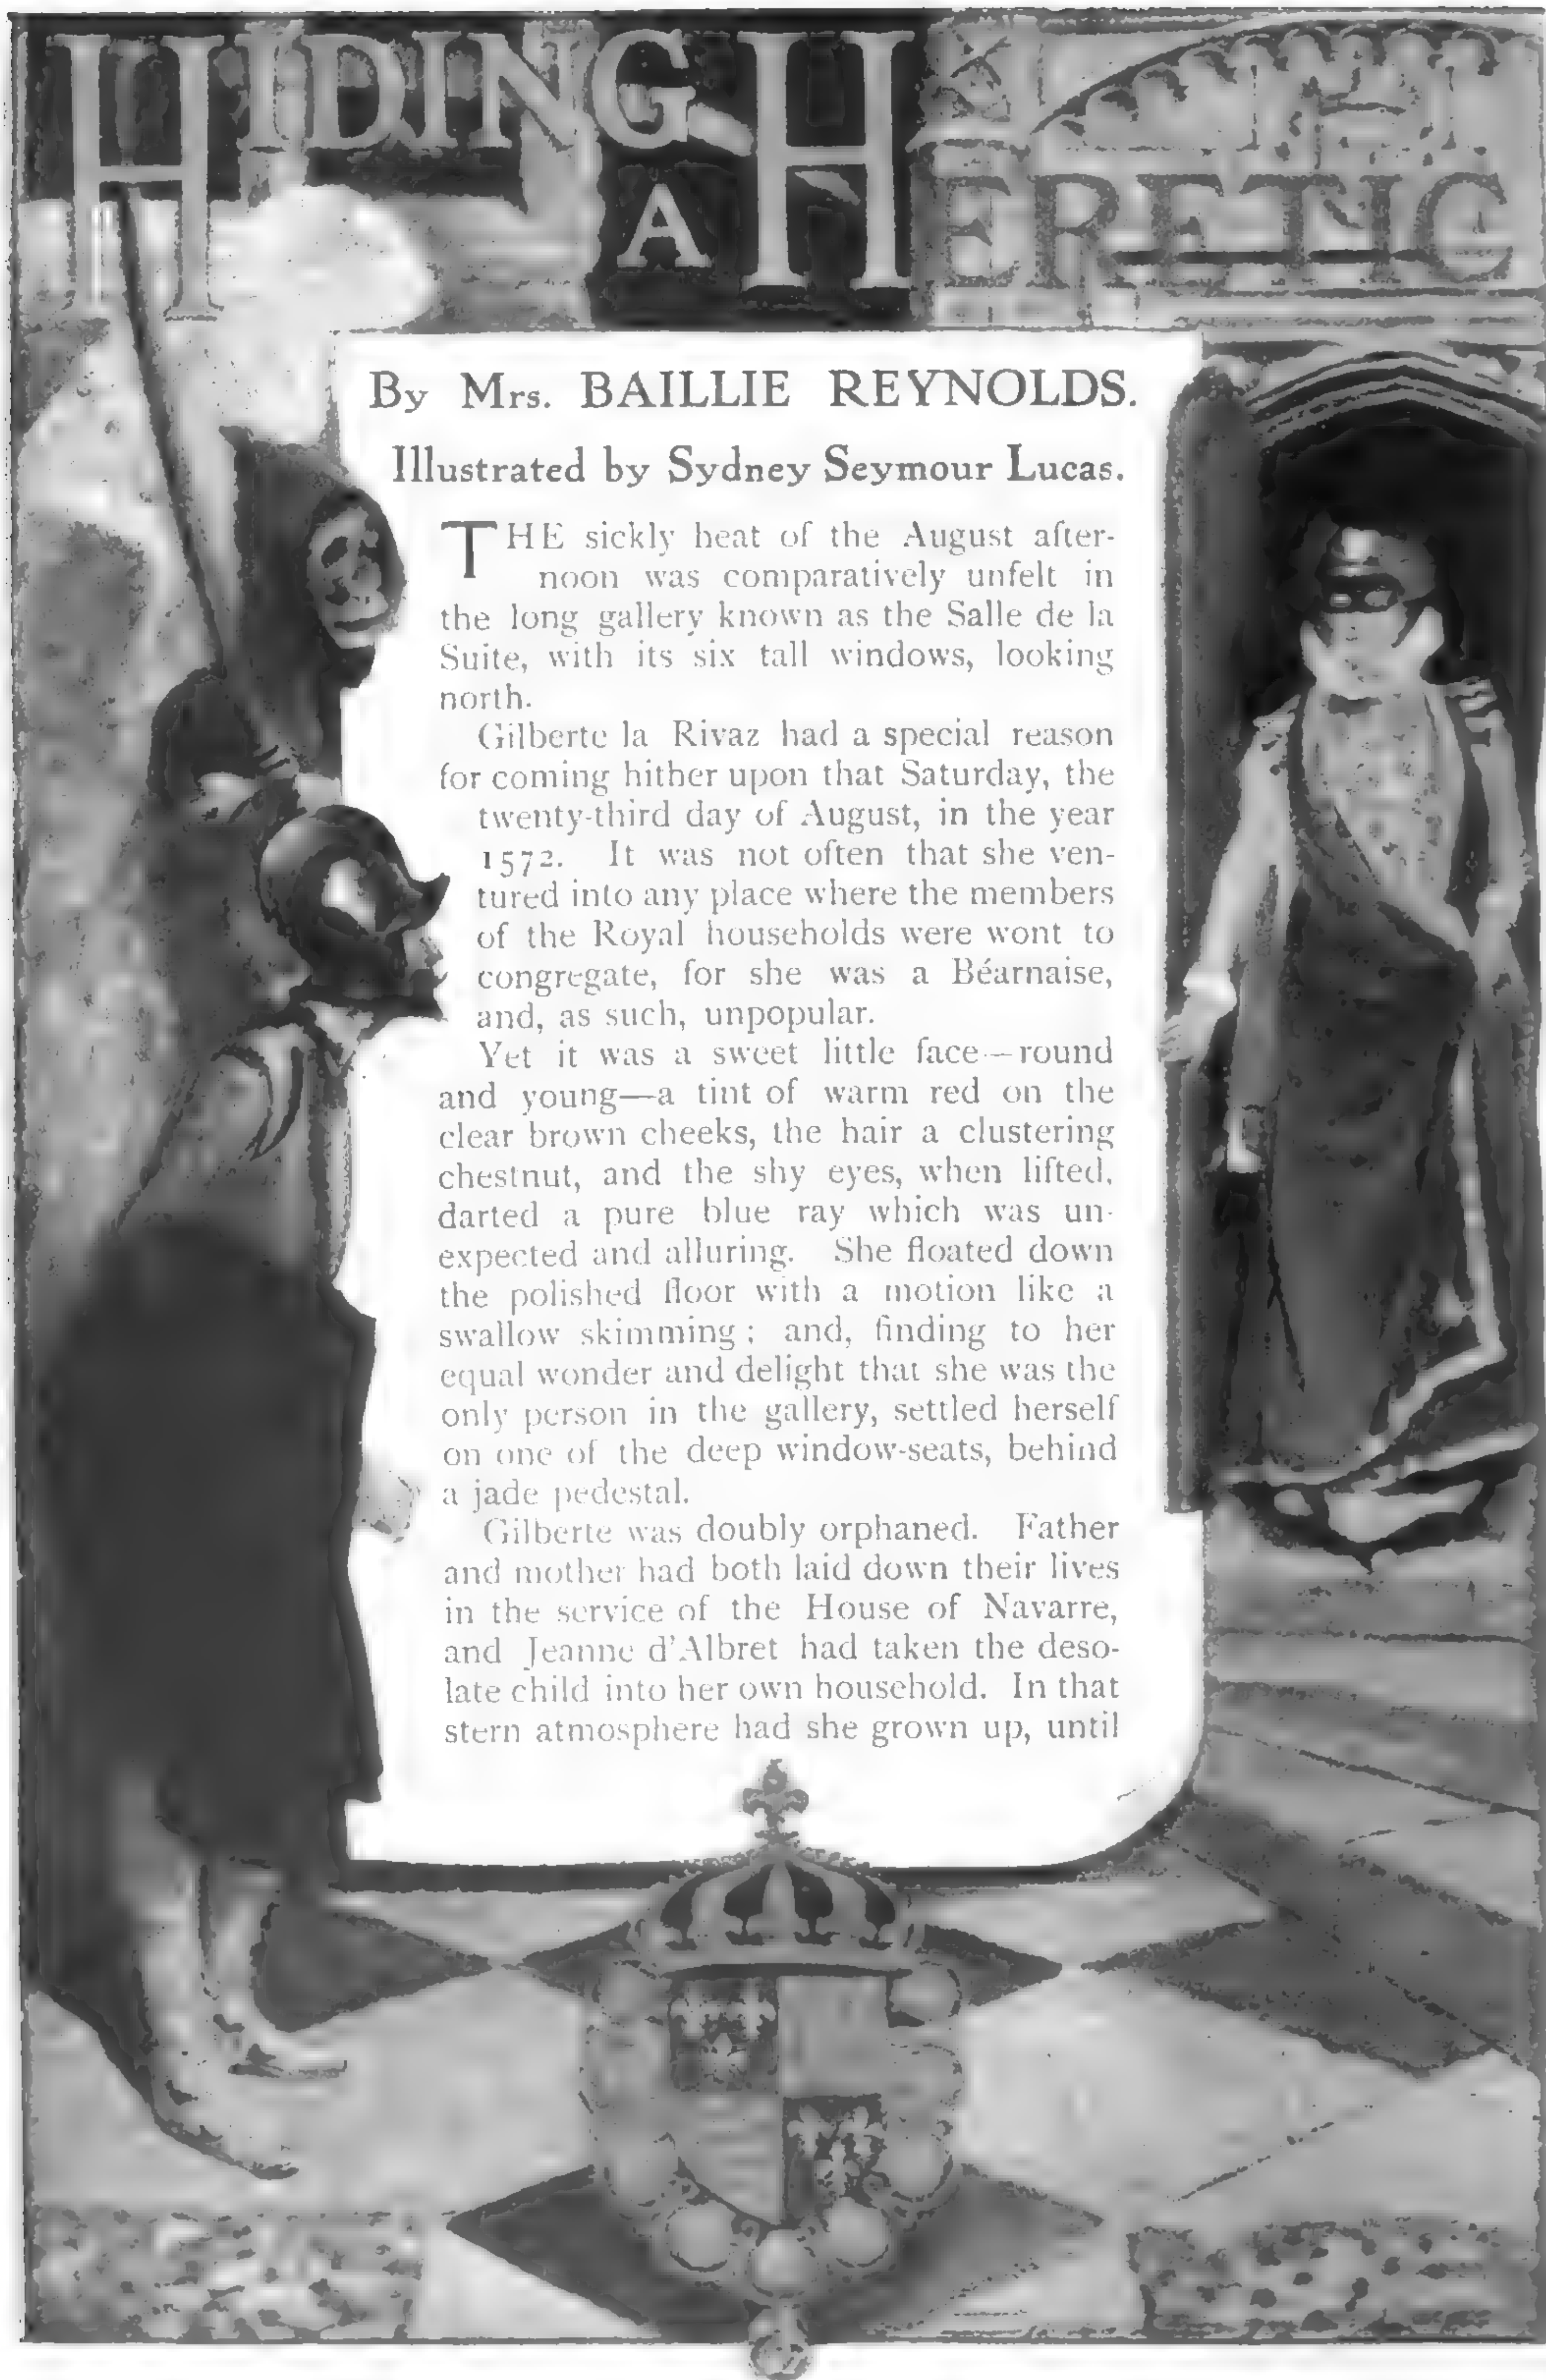 HIDING
A HERETIC
By Mrs. BAILLIE REYNOLDS.
Illustrated by Sydney Seymour Lucas.
THE sickly heat of the August after-
noon was comparatively unfelt in
the long gallery known as the Salle de la
Suite, with its six tall windows, looking
north.
Gilberte la Rivaz had a special reason
for coming hither upon that Saturday, the
twenty-third day of August, in the year
1572. It was not often that she ven-
tured into any place where the members
of the Royal households were wont to
congregate, for she was a Béarnaise,
and, as such, unpopular.
Yet it was a sweet little face—round
and young—a tint of warm red on the
clear brown cheeks, the hair a clustering
chestnut, and the shy eyes, when lifted,
darted a pure blue ray which was un-
expected and alluring. She floated down
the polished floor with a motion like a
swallow skimming; and, finding to her
equal wonder and delight that she was the
only person in the gallery, settled herself
on one of the deep window-seats, behind
a jade pedestal.
Gilberte was doubly orphaned. Father
and mother had both laid down their lives
in the service of the House of Navarre,
and Jeanne d'Albret had taken the deso-
late child into her own household. In that
stern atmosphere had she grown up, until